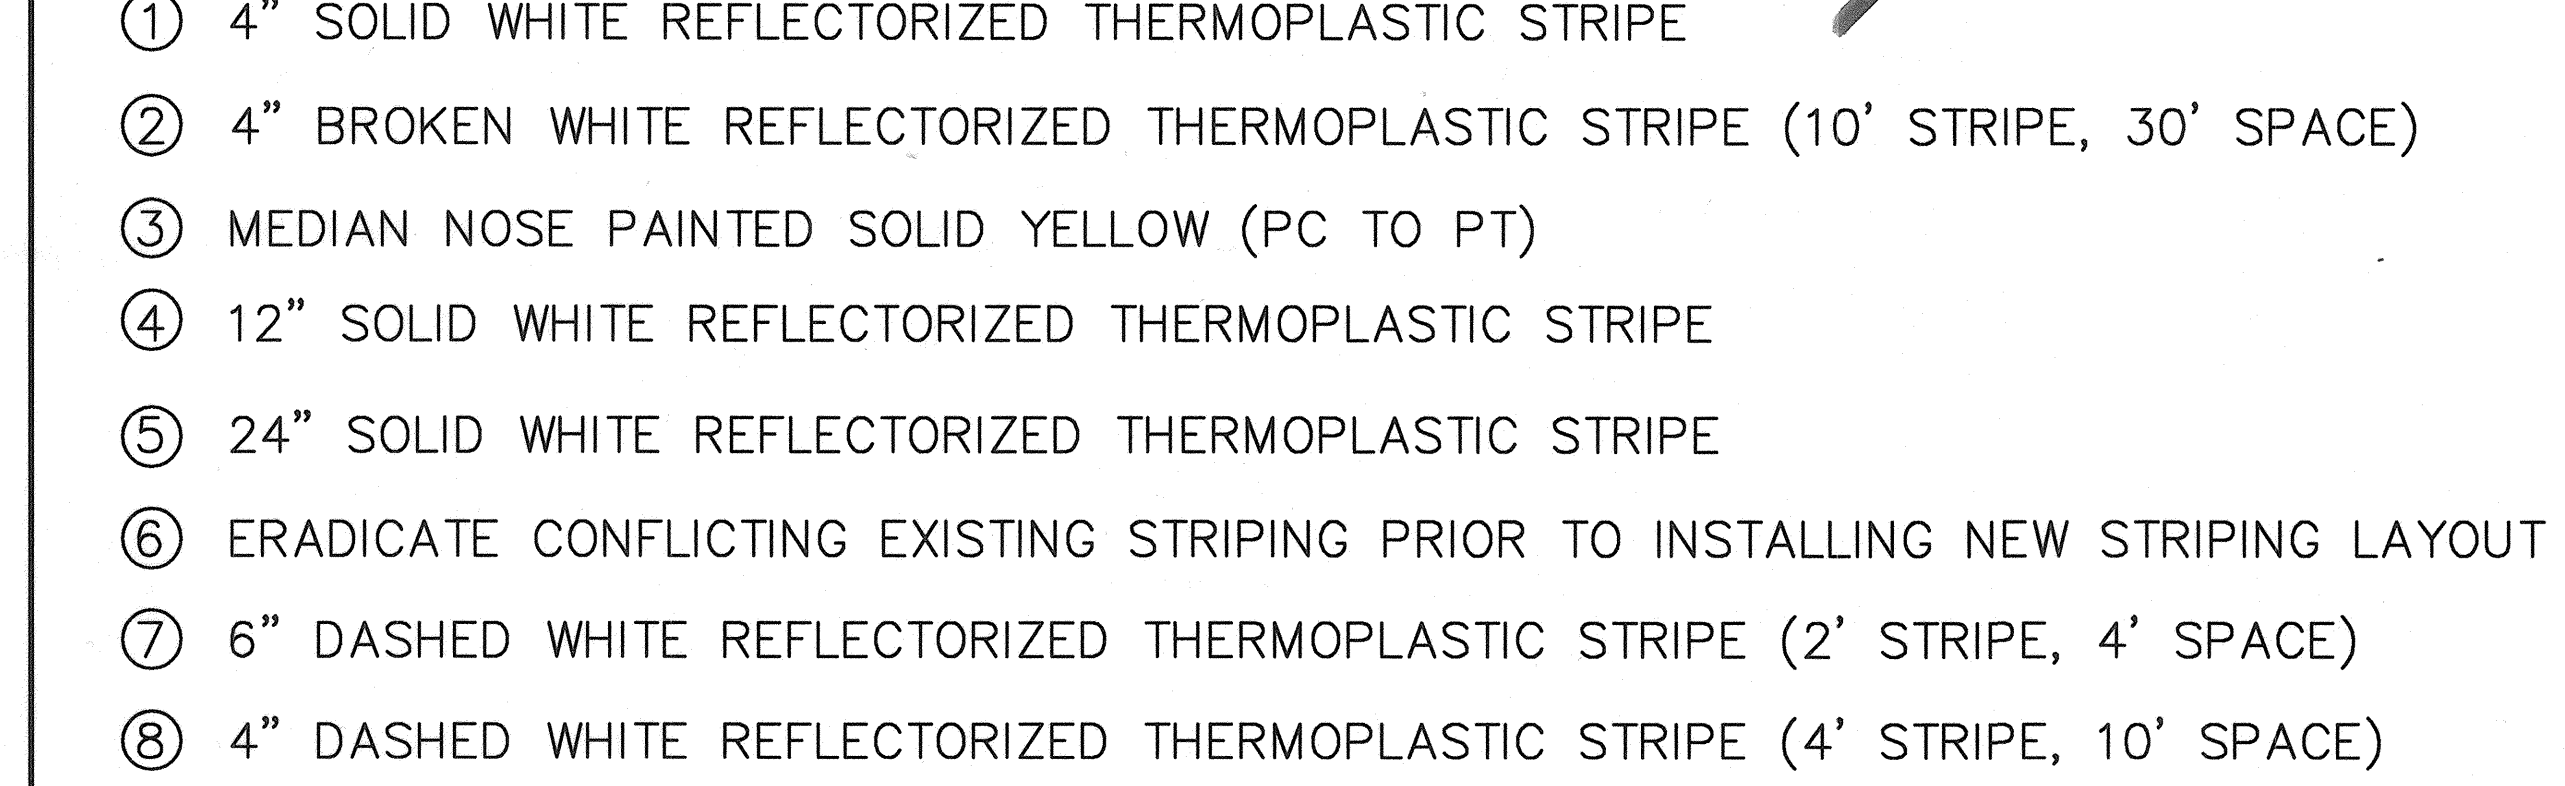 ① 4” SOLID WHITE REFLECTORIZED THERMOPLASTIC STRIPE
② 4” BROKEN WHITE REFLECTORIZED THERMOPLASTIC STRIPE (10’ STRIPE, 30’ SPACE)
③ MEDIAN NOSE PAINTED SOLID YELLOW (PC TO PT)
④ 12” SOLID WHITE REFLECTORIZED THERMOPLASTIC STRIPE
⑤ 24” SOLID WHITE REFLECTORIZED THERMOPLASTIC STRIPE
⑥ ERADICATE CONFLICTING EXISTING STRIPING PRIOR TO INSTALLING NEW STRIPING LAYOUT
⑦ 6” DASHED WHITE REFLECTORIZED THERMOPLASTIC STRIPE (2’ STRIPE, 4’ SPACE)
⑧ 4” DASHED WHITE REFLECTORIZED THERMOPLASTIC STRIPE (4’ STRIPE, 10’ SPACE)